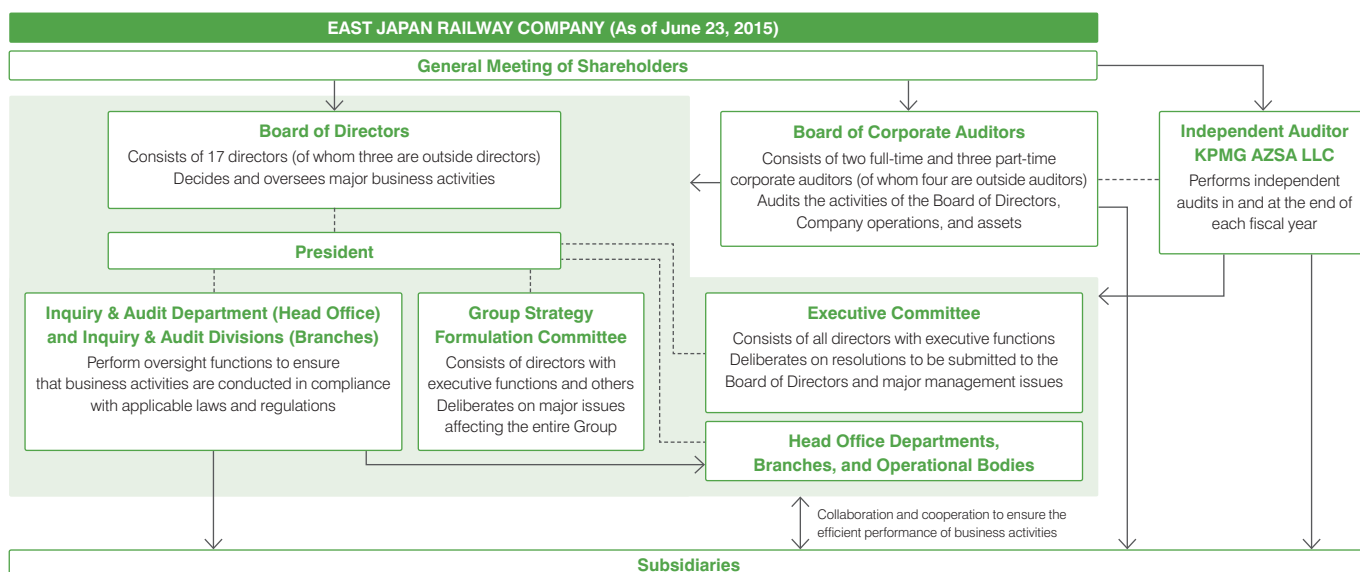 EAST JAPAN RAILWAY COMPANY (As of June 23, 2015)
General Meeting of Shareholders
Board of Directors
Consists of 17 directors (of whom three are outside directors)
Decides and oversees major business activities
Board of Corporate Auditors
Consists of two full-time and three part-time
corporate auditors (of whom four are outside auditors)
Audits the activities of the Board of Directors,
Company operations, and assets
Independent Auditor
KPMG AZSA LLC
Performs independent
audits in and at the end of
each fiscal year
President
Inquiry & Audit Department (Head Office)
and Inquiry & Audit Divisions (Branches)
Perform oversight functions to ensure
that business activities are conducted in compliance
with applicable laws and regulations
Group Strategy
Formulation Committee
Consists of directors with
executive functions and others
Deliberates on major issues
affecting the entire Group
Executive Committee
Consists of all directors with executive functions
Deliberates on resolutions to be submitted to the
Board of Directors and major management issues
Head Office Departments,
Branches, and Operational Bodies
Collaboration and cooperation to ensure the
efficient performance of business activities
Subsidiaries